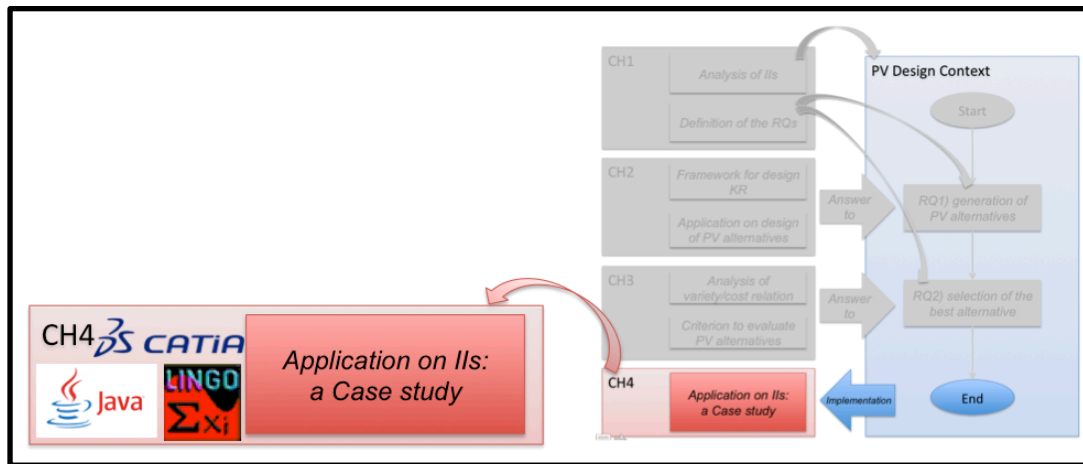 CH1
Analysis of IIs
Definition of the RQs
CH2
Framework for design
KR
Application on design
of PV alternatives
CH3
Analysis of
variety/cost relation
Criterion to evaluate
PV alternatives
CH4
Application on IIs:
a Case study
Answer
to
Answer
to
Implementation
PV Design Context
Start
RQ1) generation of
PV alternatives
RQ2) selection of the
best alternative
End
CH4
CATIA
Java
LINGO
Σxi
Application on IIs:
a Case study